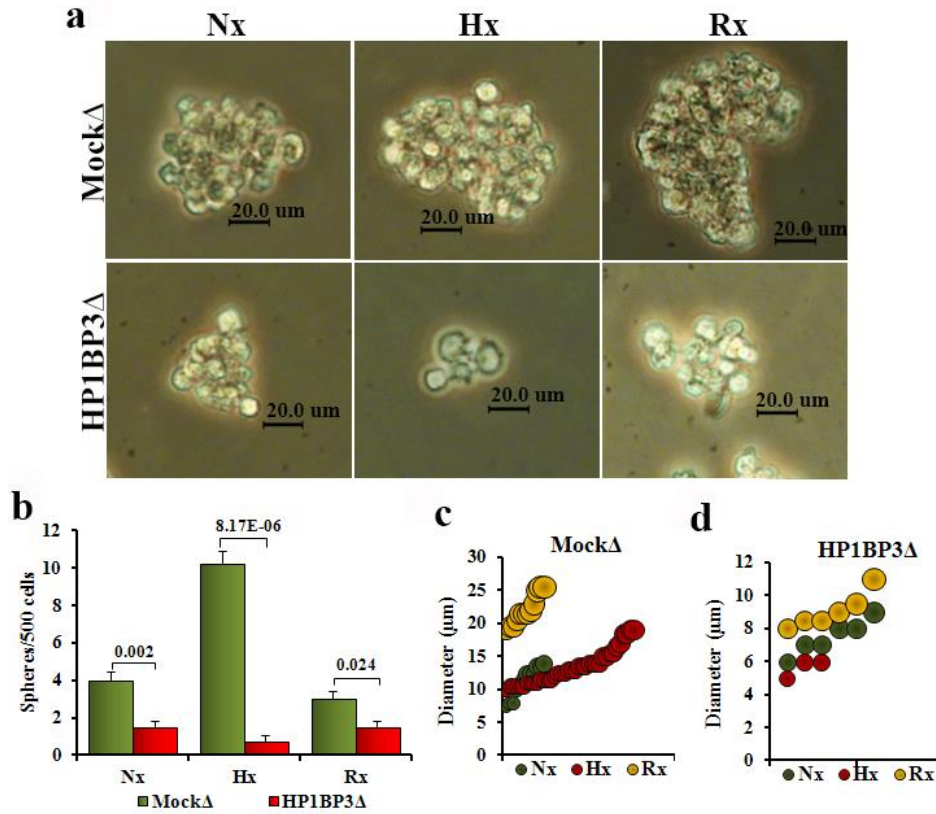 a
Nx Hx Rx
MockΔ
20.0 um 20.0 um 20.0 um
HP1BP3Δ
20.0 um 20.0 um 20.0 um
b
Spheres/500 cells
12
10
8
6
4
2
0
0.002
8.17E-06
0.024
Nx Hx Rx
MockΔ HP1BP3Δ
c
MockΔ
Diameter (µm)
30
25
20
15
10
5
0
Nx Hx Rx
d
HP1BP3Δ
Diameter (µm)
12
10
8
6
4
2
0
Nx Hx Rx